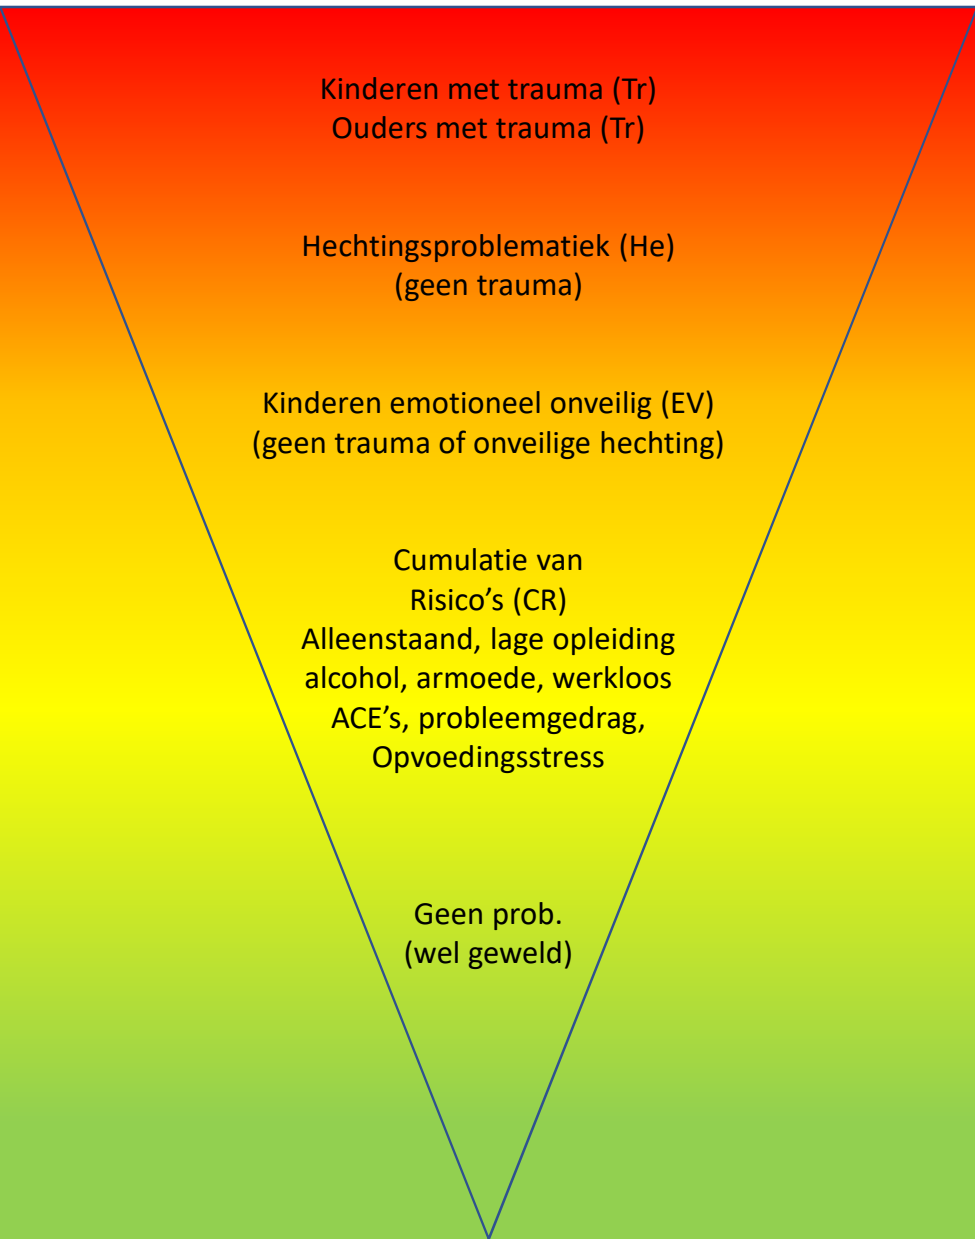 Kinderen met trauma (Tr)
Ouders met trauma (Tr)
Hechtingsproblematiek (He)
(geen trauma)
Kinderen emotioneel onveilig (EV)
(geen trauma of onveilige hechting)
Cumulatie van
Risico’s (CR)
Alleenstaand, lage opleiding
alcohol, armoede, werkloos
ACE’s, probleemgedrag,
Opvoedingsstress
Geen prob.
(wel geweld)